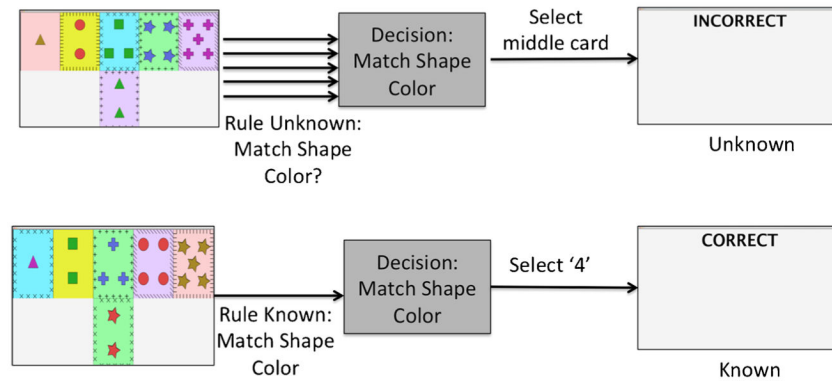 Rule Unknown:
Match Shape
Color?
Decision:
Match Shape
Color
Select
middle card
INCORRECT
Unknown
Rule Known:
Match Shape
Color
Decision:
Match Shape
Color
Select ‘4’
CORRECT
Known